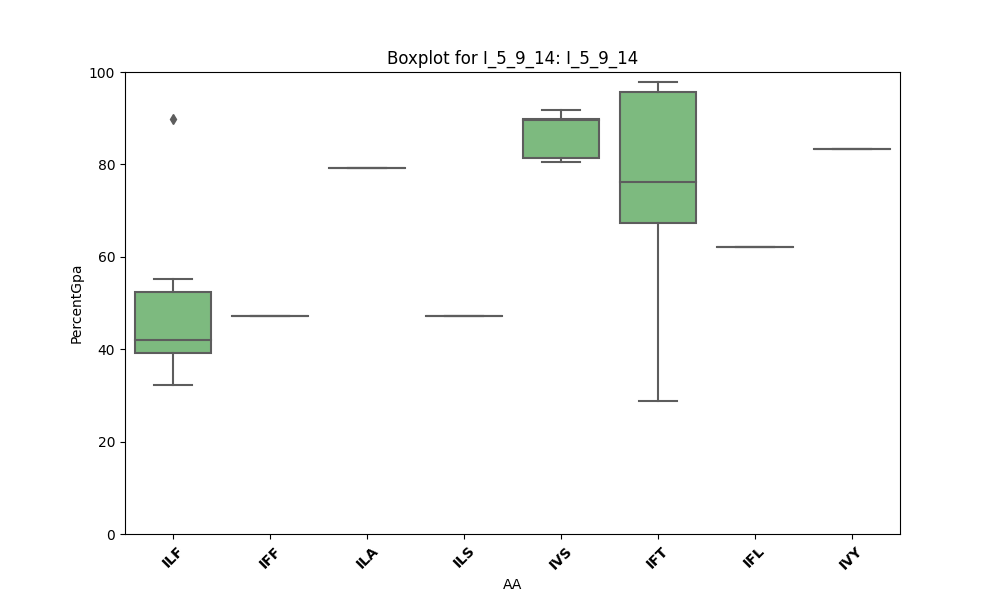 Boxplot for I_5_9_14: I_5_9_14
100
80
60
40
20
0
PercentGpa
ILF
IFF
ILA
ILS
IVS
IFT
IFL
IVY
AA